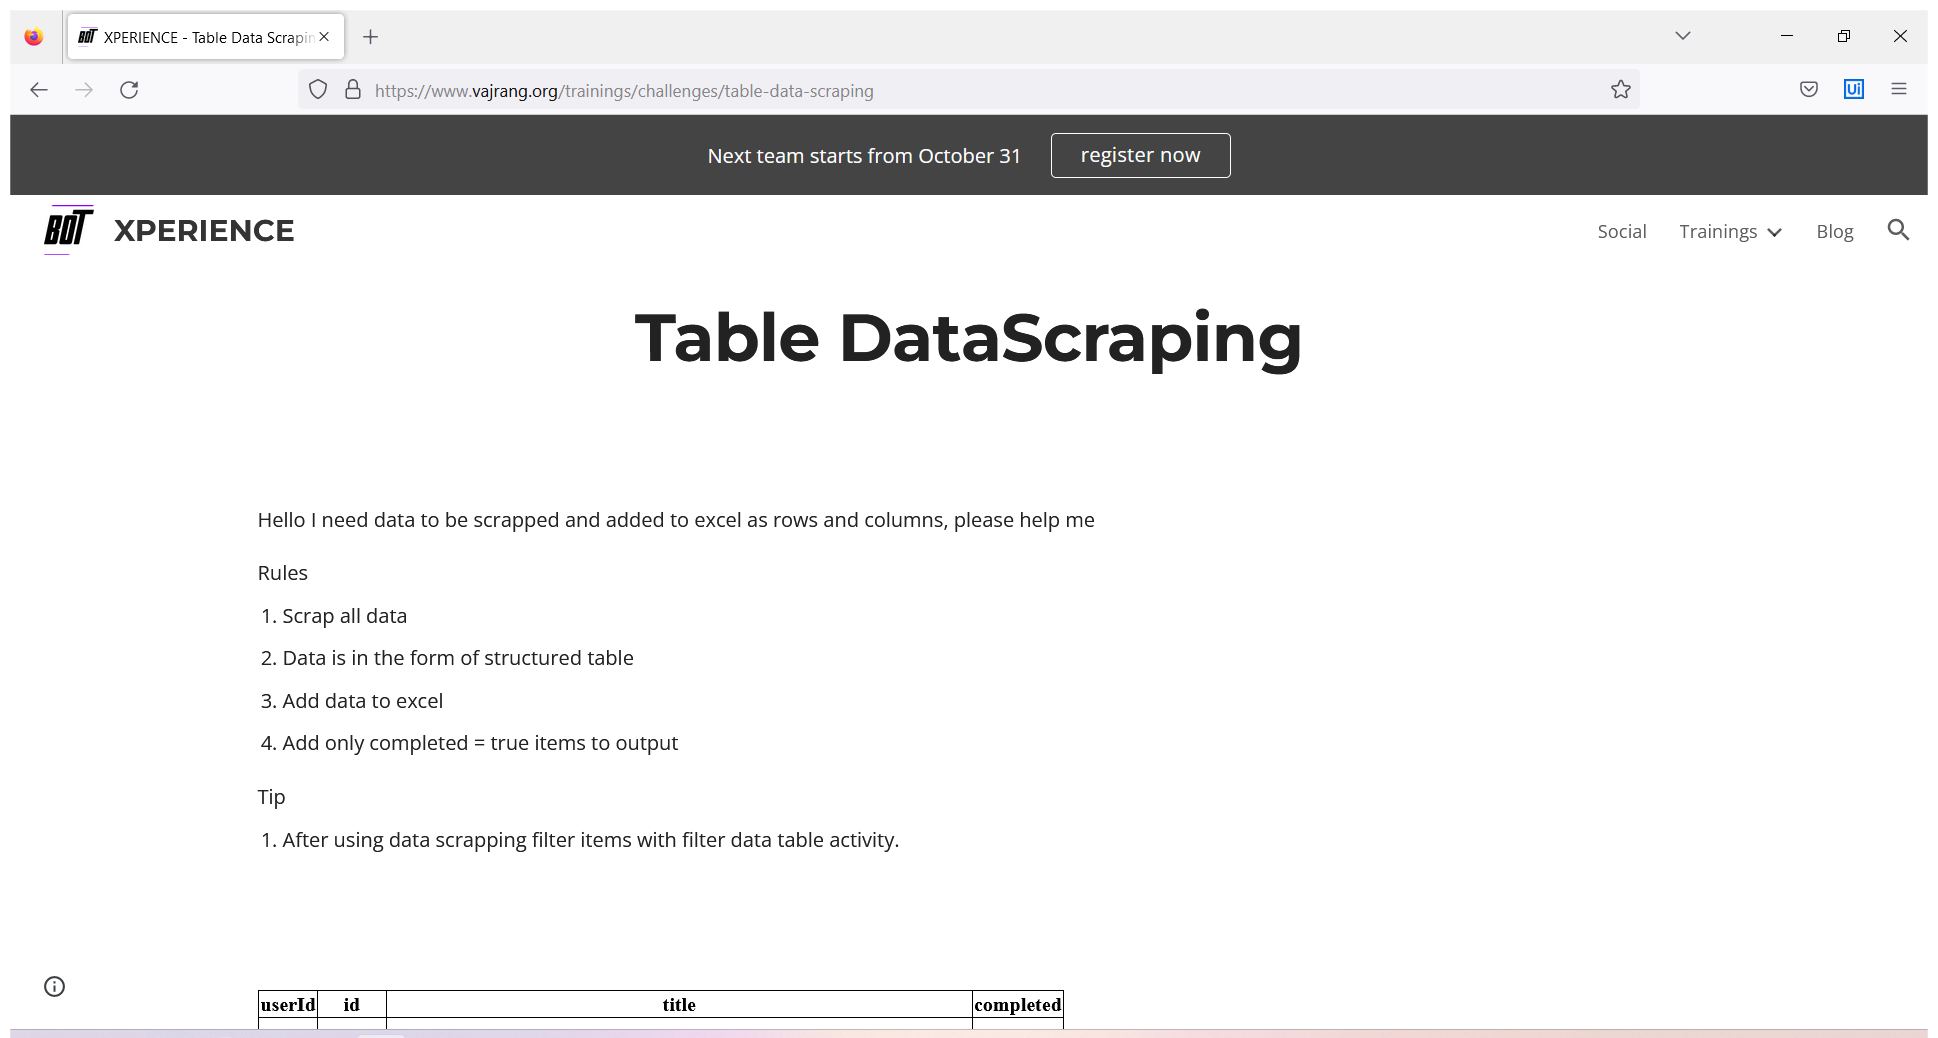 BOT XPERIENCE - Table Data Scrapin
https://www.vajrang.org/trainings/challenges/table-data-scraping
Ui
Next team starts from October 31 register now
BOT XPERIENCE
Social Trainings Blog
Table DataScraping
Hello I need data to be scrapped and added to excel as rows and columns, please help me
Rules
1. Scrap all data
2. Data is in the form of structured table
3. Add data to excel
4. Add only completed = true items to output
Tip
1. After using data scrapping filter items with filter data table activity.
userId id title completed